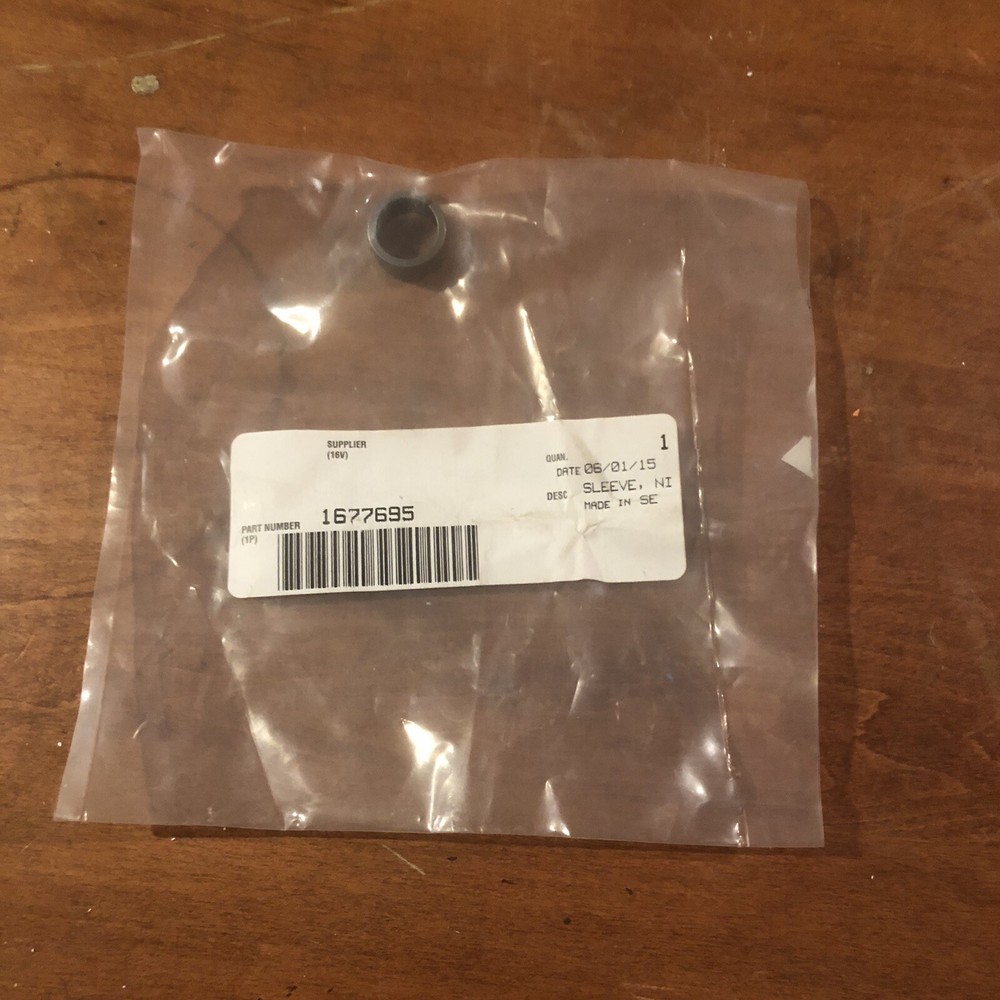 SUPPLIER
(16V)
1
QUAN.
DATE 06/01/15
DESC SLEEVE, NI
MADE IN SE
PART NUMBER 1677695
(1P)